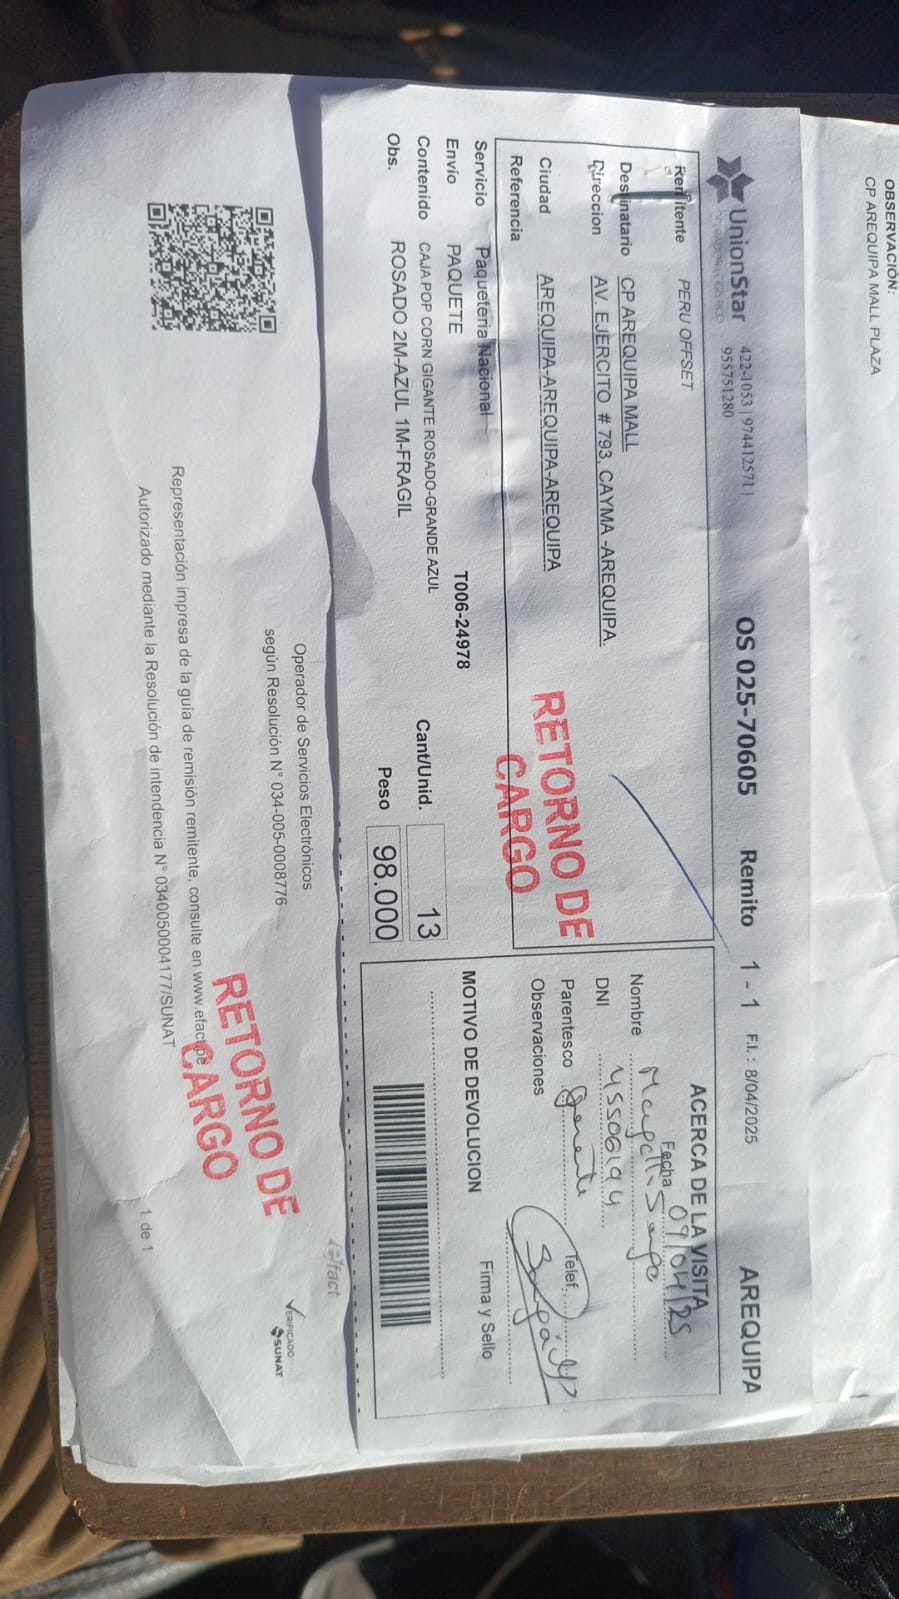 OBSERVACIÓN:
CP AREQUIPA MALL PLAZA
UnionStar 422-1053 | 974412571 | 955751280
OS 025-70605 Remito 1 - 1 F.I.: 8/04/2025 AREQUIPA
Remitente PERU OFFSET
Destinatario CP AREQUIPA MALL
Direccion AV. EJERCITO # 793, CAYMA -AREQUIPA.
Ciudad AREQUIPA-AREQUIPA-AREQUIPA
Referencia
RETORNO DE
CARGO
Servicio Paqueteria Nacional
Envio PAQUETE T006-24978
Contenido CAJA POP CORN GIGANTE ROSADO-GRANDE AZUL
Obs. ROSADO 2M-AZUL 1M-FRAGIL
Cant/Unid. 13
Peso 98.000
ACERCA DE LA VISITA
Fecha 09/04/25
Nombre
DNI 45506194
Parentesco Gerente Telef.
Observaciones
MOTIVO DE DEVOLUCION Firma y Sello
Operador de Servicios Electrónicos
según Resolución N° 034-005-0008776
efact
VERIFICADO
SUNAT
Representación impresa de la guía de remisión remitente, consulte en www.efact.pe
Autorizado mediante la Resolución de intendencia N° 0340050004177/SUNAT
RETORNO DE
CARGO
1 de 1